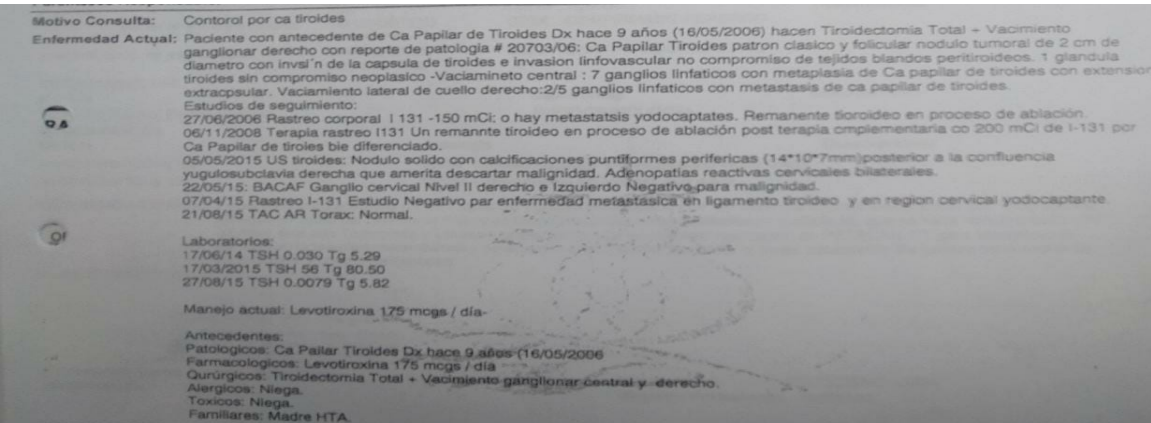 Motivo Consulta: Contorol por ca tiroides
Enfermedad Actual: Paciente con antecedente de Ca Papilar de Tiroides Dx hace 9 años (16/05/2006) hacen Tiroidectomia Total + Vacimiento
ganglionar derecho con reporte de patologia # 20703/06: Ca Papilar Tiroides patron clasico y folicular nodulo tumoral de 2 cm de
diametro con invsi´n de la capsula de tiroides e invasion linfovascular no compromiso de tejidos blandos peritiroideos. 1 glandula
tiroides sin compromiso neoplasico -Vaciamineto central : 7 ganglios linfaticos con metaplasia de Ca papilar de tiroides con extension
extracpsular. Vaciamiento lateral de cuello derecho:2/5 ganglios linfaticos con metastasis de ca papilar de tiroides.
Estudios de seguimiento:
27/06/2006 Rastreo corporal I 131 -150 mCi: o hay metastatsis yodocaptates. Remanente tioroideo en proceso de ablación.
06/11/2008 Terapia rastreo I131 Un remannte tiroideo en proceso de ablación post terapia cmplementaria co 200 mCi de I-131 por
Ca Papilar de tiroies bie diferenciado.
05/05/2015 US tiroides: Nodulo solido con calcificaciones puntiformes perifericas (14*10*7mm)posterior a la confluencia
yugulosubclavia derecha que amerita descartar malignidad. Adenopatias reactivas cervicales bilaterales.
22/05/15: BACAF Ganglio cervical Nivel II derecho e Izquierdo Negativo para malignidad.
07/04/15 Rastreo I-131 Estudio Negativo par enfermedad metastasica en ligamento tiroideo y en region cervical yodocaptante.
21/08/15 TAC AR Torax: Normal.
Laboratorios:
17/06/14 TSH 0.030 Tg 5.29
17/03/2015 TSH 56 Tg 80.50
27/08/15 TSH 0.0079 Tg 5.82
Manejo actual: Levotiroxina 175 mcgs / día-
Antecedentes:
Patologicos: Ca Pailar Tiroides Dx hace 9 años (16/05/2006
Farmacologicos: Levotiroxina 175 mcgs / día
Qurúrgicos: Tiroidectomia Total + Vacimiento ganglionar central y derecho.
Alergicos: Niega.
Toxicos: Niega.
Familiares: Madre HTA.